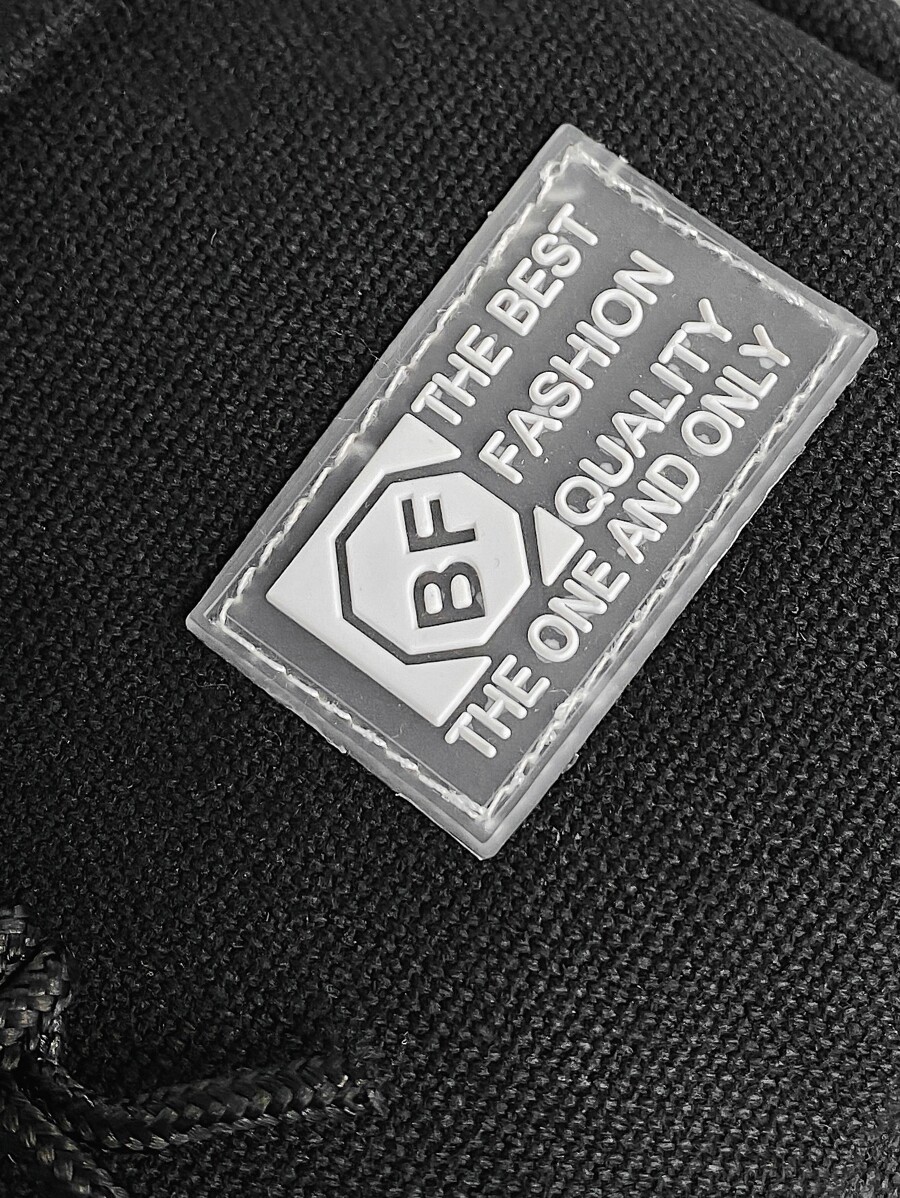 BF
THE BEST
FASHION
QUALITY
THE ONE AND ONLY